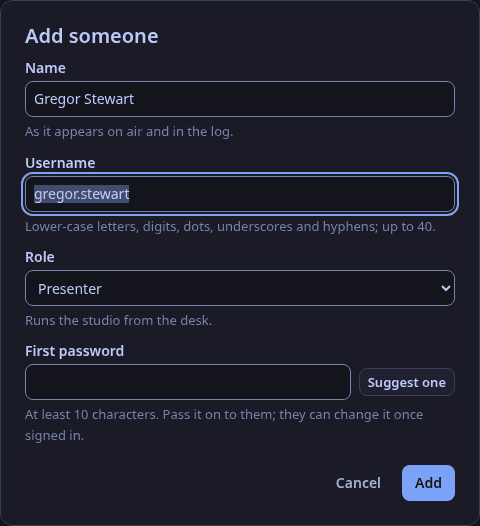 Add someone
Name
Gregor Stewart
As it appears on air and in the log.
Username
gregor.stewart
Lower-case letters, digits, dots, underscores and hyphens; up to 40.
Role
Presenter
Runs the studio from the desk.
First password
Suggest one
At least 10 characters. Pass it on to them; they can change it once
signed in.
Cancel
Add